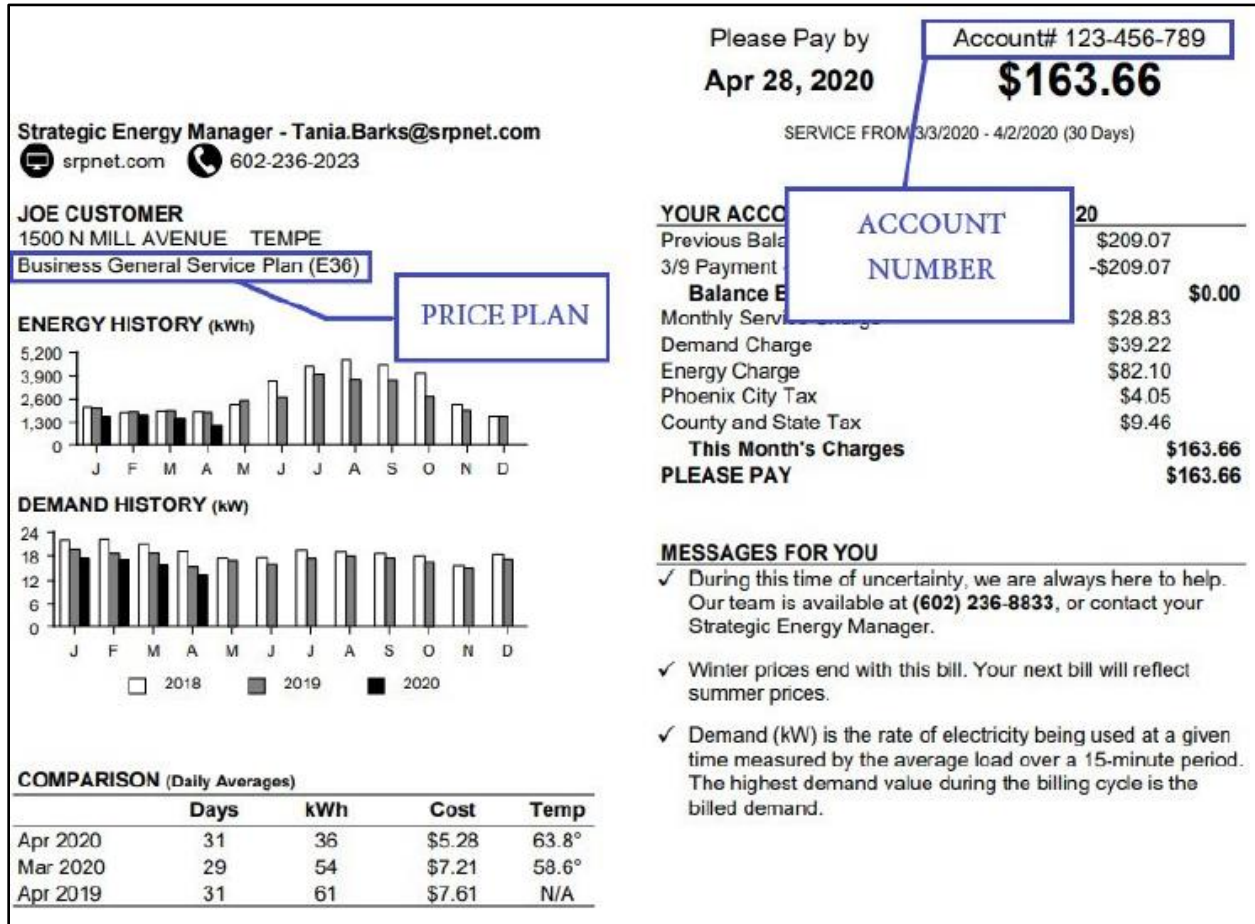 Please Pay by
Apr 28, 2020
Account# 123-456-789
$163.66
SERVICE FROM 3/3/2020 - 4/2/2020 (30 Days)
Strategic Energy Manager - Tania.Barks@srpnet.com
srpnet.com 602-236-2023
JOE CUSTOMER
1500 N MILL AVENUE TEMPE
Business General Service Plan (E36)
PRICE PLAN
ENERGY HISTORY (kWh)
5,200
3,900
2,600
1,300
0
J F M A M J J A S O N D
DEMAND HISTORY (kW)
24
18
12
6
0
J F M A M J J A S O N D
2018 2019 2020
COMPARISON (Daily Averages)
Days kWh Cost Temp
Apr 2020 31 36 $5.28 63.8°
Mar 2020 29 54 $7.21 58.6°
Apr 2019 31 61 $7.61 N/A
ACCOUNT
NUMBER
YOUR 20
Previous $209.07
3/9 Payment -$209.07
Balance $0.00
Monthly $28.83
Demand Charge $39.22
Energy Charge $82.10
Phoenix City Tax $4.05
County and State Tax $9.46
This Month's Charges $163.66
PLEASE PAY $163.66
MESSAGES FOR YOU
✓ During this time of uncertainty, we are always here to help.
Our team is available at (602) 236-8833, or contact your
Strategic Energy Manager.
✓ Winter prices end with this bill. Your next bill will reflect
summer prices.
✓ Demand (kW) is the rate of electricity being used at a given
time measured by the average load over a 15-minute period.
The highest demand value during the billing cycle is the
billed demand.